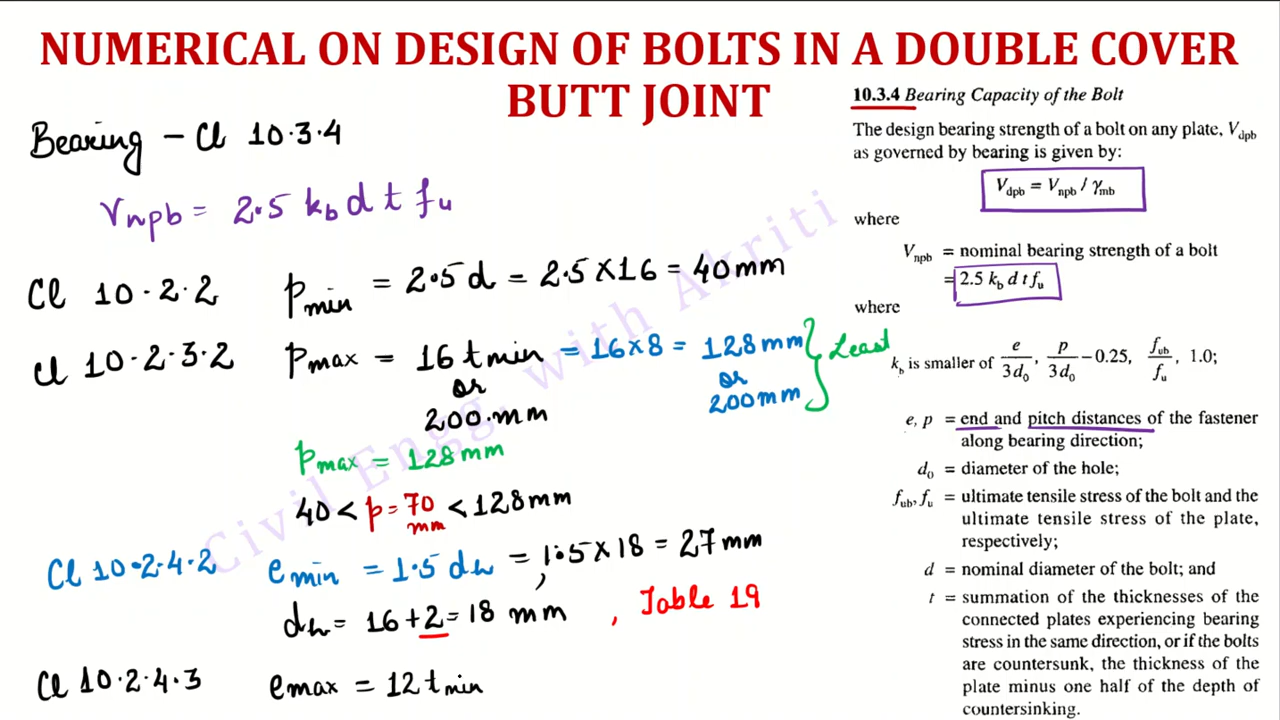 NUMERICAL ON DESIGN OF BOLTS IN A DOUBLE COVER
BUTT JOINT
Bearing - Cl 10.3.4
Vnpb = 2.5 kb d t fu
Cl 10.2.2 pmin = 2.5 d = 2.5 X 16 = 40 mm
Cl 10.2.3.2 pmax = 16 tmin = 16 x 8 = 128 mm } Least
or or
200.mm 200 mm
pmax = 128 mm
40 < p = 70 mm < 128 mm
Cl 10.2.4.2 emin = 1.5 dh = 1.5 X 18 = 27 mm
dh = 16 + 2 = 18 mm , Table 19
Cl 10.2.4.3 emax = 12 tmin
10.3.4 Bearing Capacity of the Bolt
The design bearing strength of a bolt on any plate, Vdpb
as governed by bearing is given by:
Vdpb = Vnpb / γmb
where
Vnpb = nominal bearing strength of a bolt
= 2.5 kb d t fu
where
kb is smaller of e/3d0, p/3d0 − 0.25, fub/fu, 1.0;
e, p = end and pitch distances of the fastener
along bearing direction;
d0 = diameter of the hole;
fub, fu = ultimate tensile stress of the bolt and the
ultimate tensile stress of the plate,
respectively;
d = nominal diameter of the bolt; and
t = summation of the thicknesses of the
connected plates experiencing bearing
stress in the same direction, or if the bolts
are countersunk, the thickness of the
plate minus one half of the depth of
countersinking.
Civil Engg. with Akriti